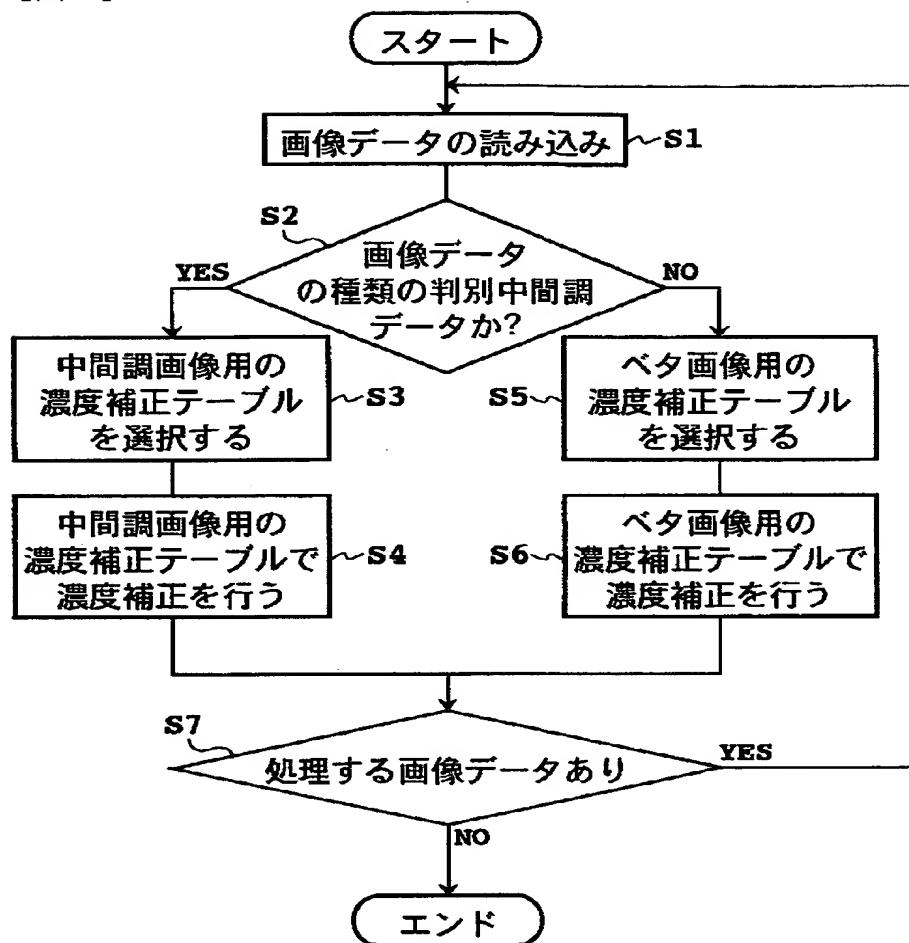 スタート
画像データの読み込み
S1
S2
画像データ
の種類の判別中間調
データか?
YES
NO
中間調画像用の
濃度補正テーブル
を選択する
S3
S5
ベタ画像用の
濃度補正テーブル
を選択する
中間調画像用の
濃度補正テーブルで
濃度補正を行う
S4
S6
ベタ画像用の
濃度補正テーブルで
濃度補正を行う
S7
処理する画像データあり
YES
NO
エンド